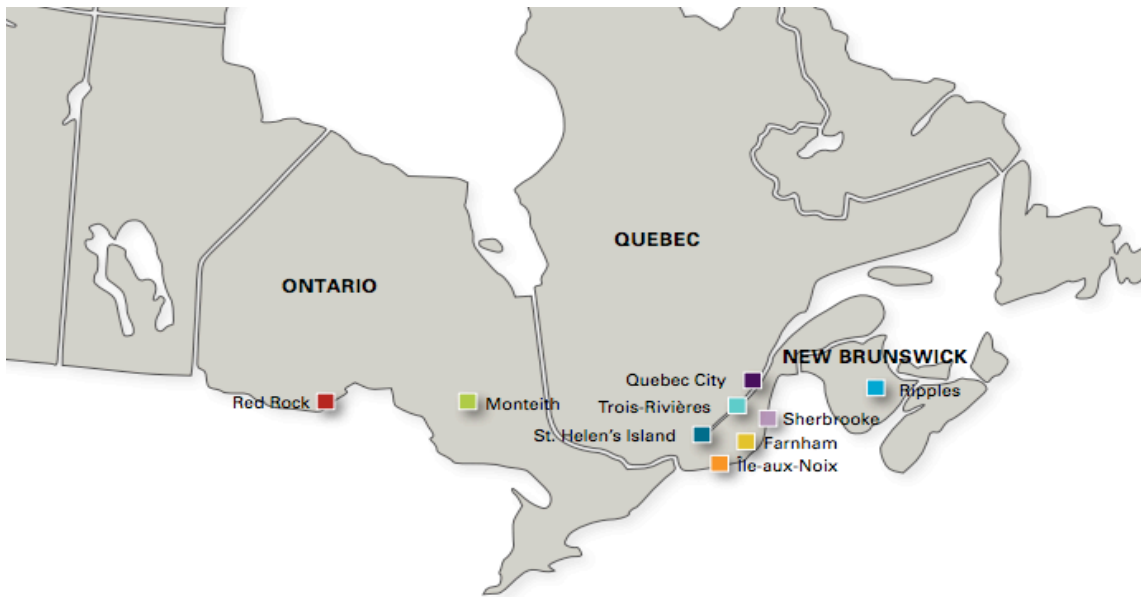 QUEBEC
ONTARIO
NEW BRUNSWICK
Quebec City
Ripples
Red Rock
Monteith
Trois-Rivières
Sherbrooke
St. Helen's Island
Farnham
Île-aux-Noix